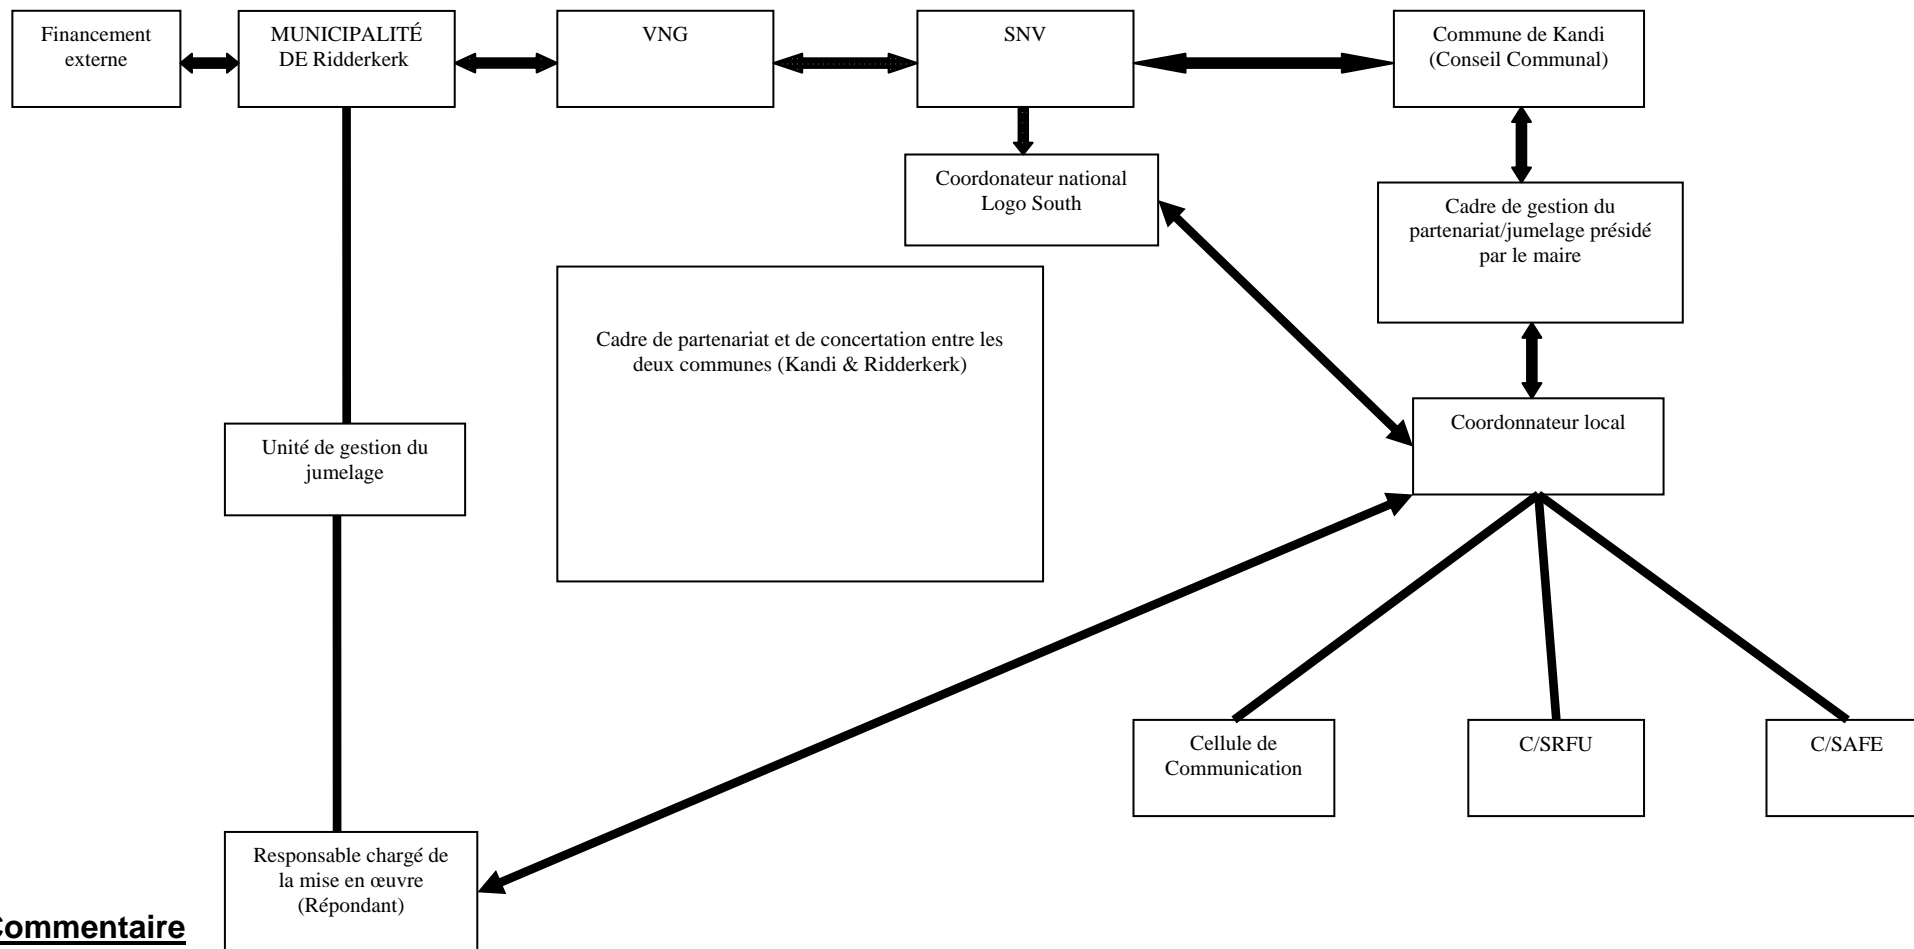 Financement
externe
MUNICIPALITÉ
DE Ridderkerk
VNG
SNV
Commune de Kandi
(Conseil Communal)
Coordonateur national
Logo South
Cadre de gestion du
partenariat/jumelage présidé
par le maire
Cadre de partenariat et de concertation entre les
deux communes (Kandi & Ridderkerk)
Coordonnateur local
Unité de gestion du
jumelage
Cellule de
Communication
C/SRFU
C/SAFE
Responsable chargé de
la mise en œuvre
(Répondant)
Commentaire